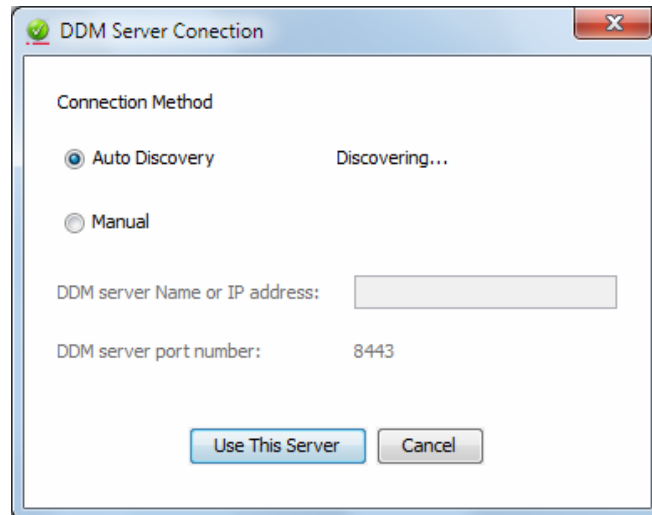 DDM Server Conection
Connection Method
Auto Discovery Discovering...
Manual
DDM server Name or IP address:
DDM server port number: 8443
Use This Server Cancel